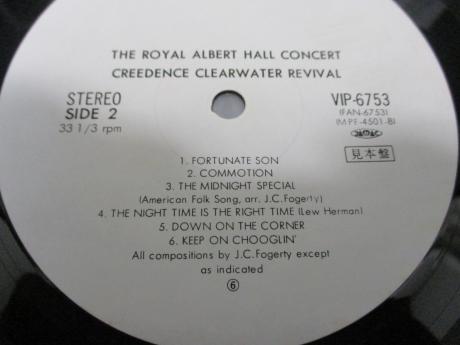 THE ROYAL ALBERT HALL CONCERT
CREEDENCE CLEARWATER REVIVAL
STEREO
SIDE 2
33 1/3 rpm
VIP-6753
(FAN-6753)
(MPF-4501-B)
見本盤
1. FORTUNATE SON
2. COMMOTION
3. THE MIDNIGHT SPECIAL
(American Folk Song, arr. J.C.Fogerty)
4. THE NIGHT TIME IS THE RIGHT TIME (Lew Herman)
5. DOWN ON THE CORNER
6. KEEP ON CHOOGLIN'
All compositions by J.C.Fogerty except
as indicated
⑥